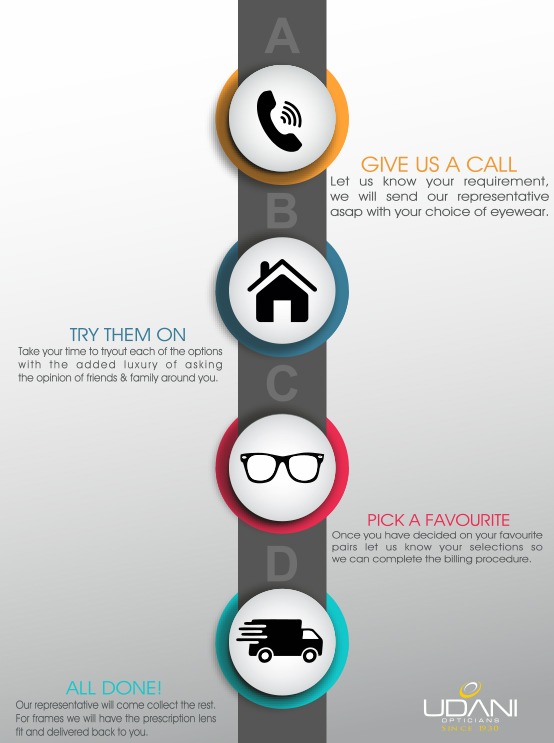 A
GIVE US A CALL
Let us know your requirement,
we will send our representative
asap with your choice of eyewear.
B
TRY THEM ON
Take your time to tryout each of the options
with the added luxury of asking
the opinion of friends & family around you.
C
PICK A FAVOURITE
Once you have decided on your favourite
pairs let us know your selections so
we can complete the billing procedure.
D
ALL DONE!
Our representative will come collect the rest.
For frames we will have the prescription lens
fit and delivered back to you.
UDANI
OPTICIANS
SINCE 1930